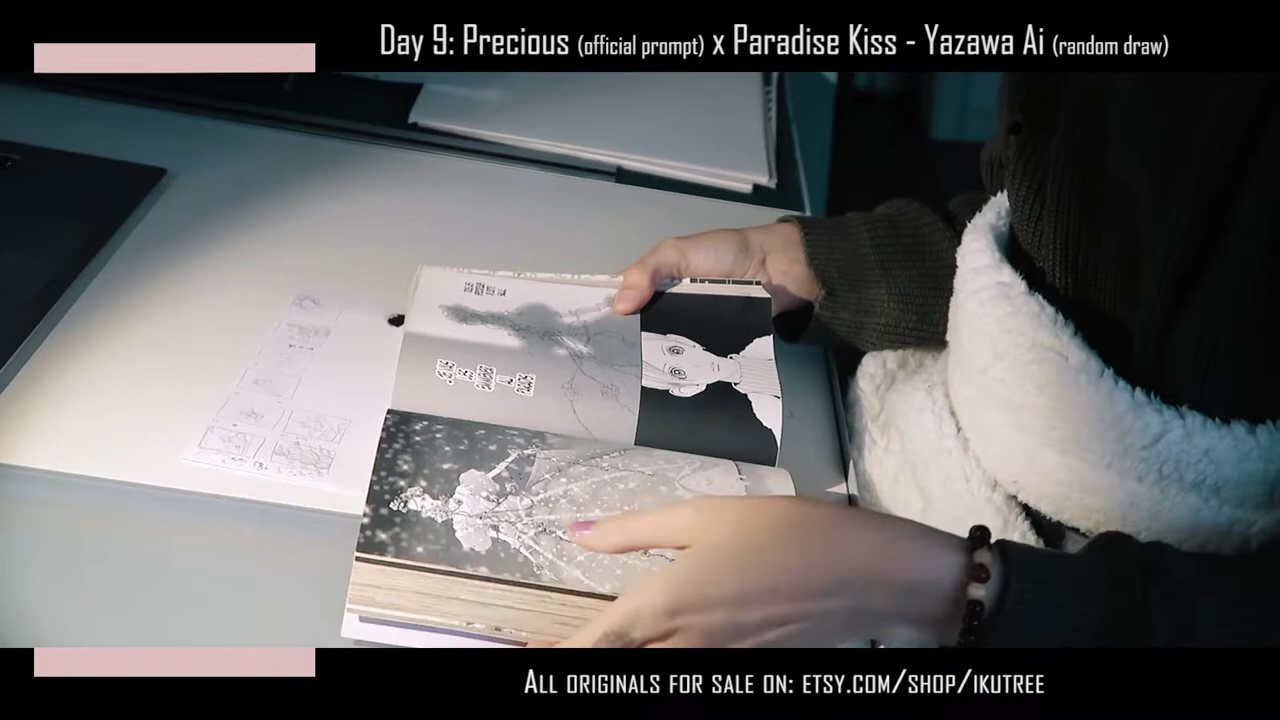 Day 9: Precious (official prompt) x Paradise Kiss - Yazawa Ai (random draw)
All originals for sale on: etsy.com/shop/ikutree